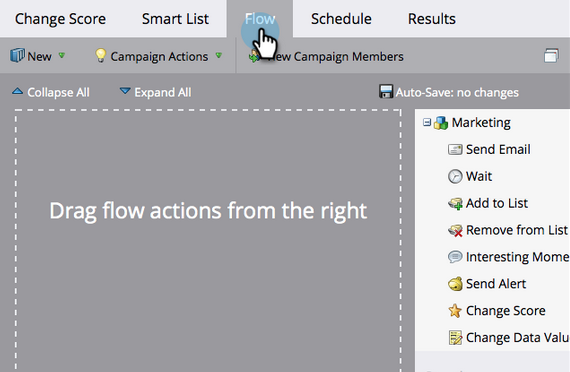 Change Score Smart List Flow Schedule Results
New Campaign Actions View Campaign Members
Collapse All Expand All Auto-Save: no changes
Marketing
Send Email
Drag flow actions from the right
Wait
Add to List
Remove from List
Interesting Mome
Send Alert
Change Score
Change Data Valu